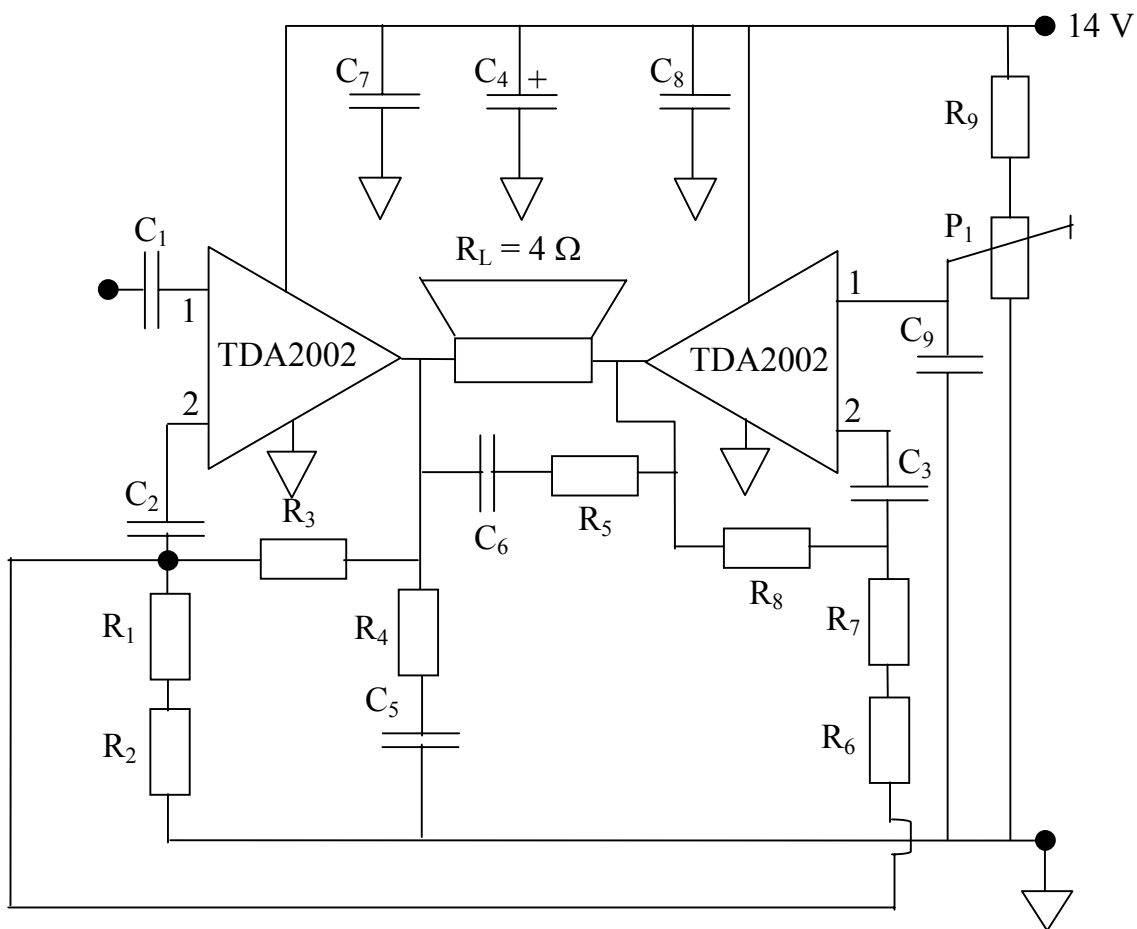 14 V
C₇
C₄ +
C₈
R₉
C₁
R_L = 4 Ω
P₁
1
1
TDA2002
TDA2002
C₉
2
2
C₂
R₃
C₃
C₆
R₅
R₈
R₁
R₄
R₇
C₅
R₂
R₆